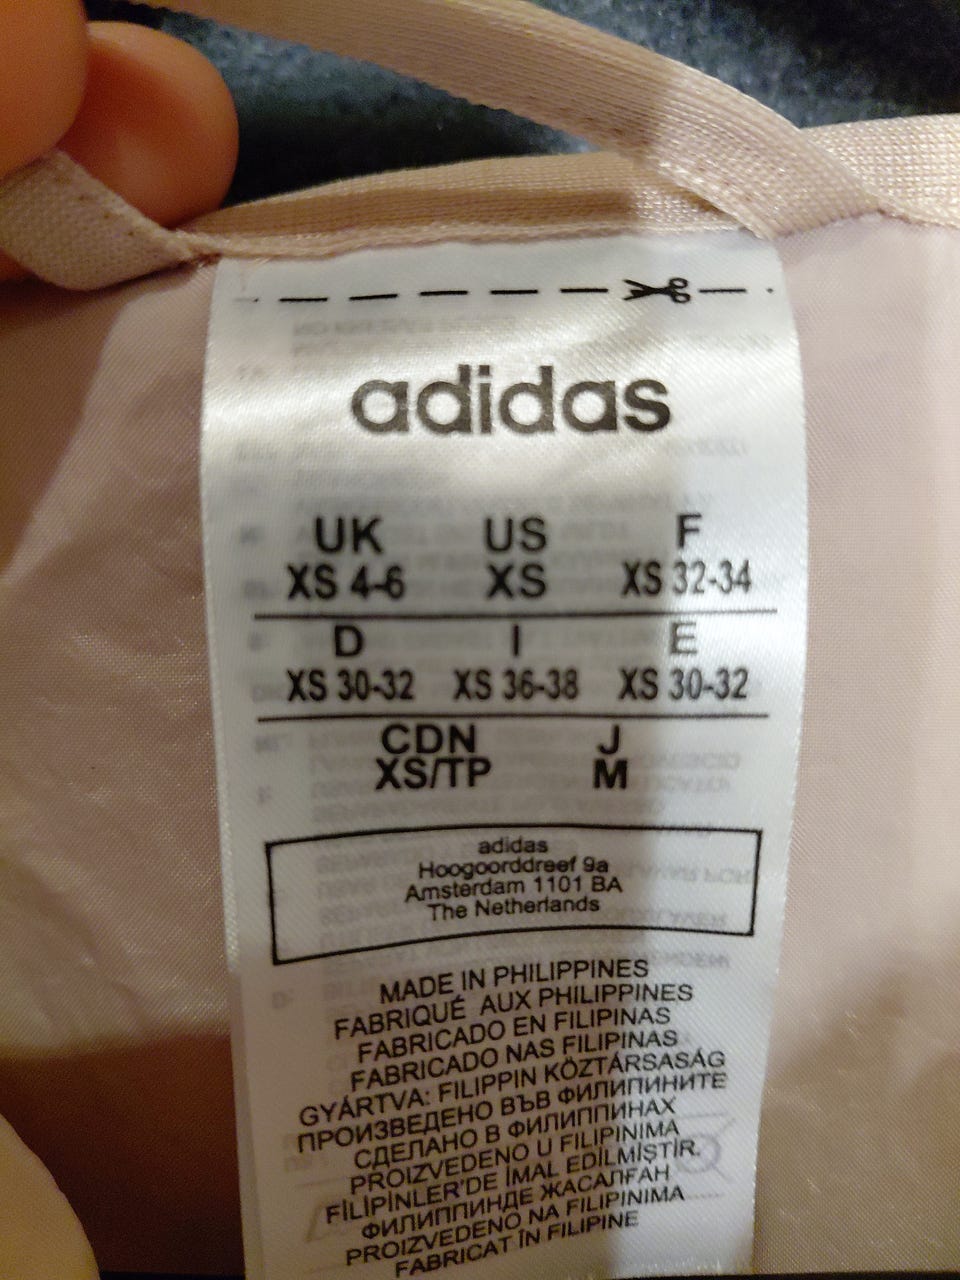 adidas
UK US F
XS 4-6 XS XS 32-34
D I E
XS 30-32 XS 36-38 XS 30-32
CDN J
XS/TP M
adidas
Hoogoorddreef 9a
Amsterdam 1101 BA
The Netherlands
MADE IN PHILIPPINES
FABRIQUÉ AUX PHILIPPINES
FABRICADO EN FILIPINAS
FABRICADO NAS FILIPINAS
GYÁRTVA: FILIPPIN KÖZTÁRSASÁG
ПРОИЗВЕДЕНО ВЪВ ФИЛИПИНИТЕ
СДЕЛАНО В ФИЛИППИНАХ
PROIZVEDENO U FILIPINIMA
FİLİPİNLER'DE İMAL EDİLMİŞTİR.
ФИЛИППИНДЕ ЖАСАЛҒАН
PROIZVEDENO NA FILIPINIMA
FABRICAT ÎN FILIPINE